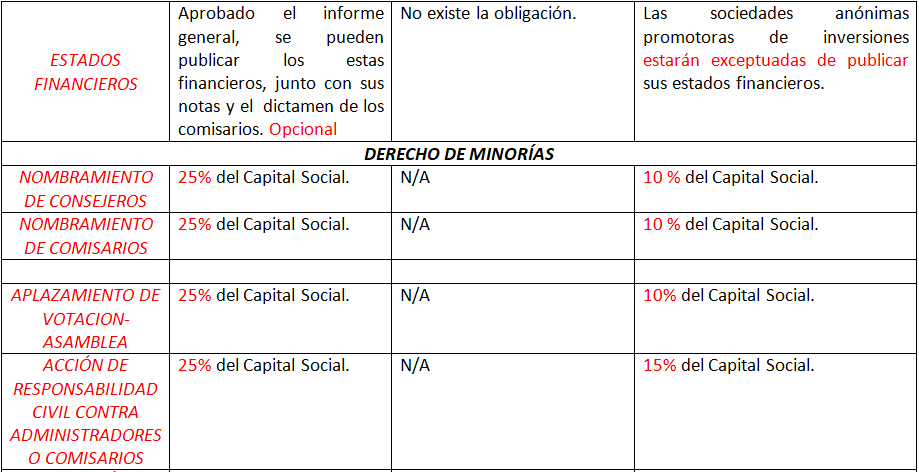 ESTADOS
FINANCIEROS
Aprobado el informe
general, se pueden
publicar los estas
financieros, junto con sus
notas y el dictamen de los
comisarios. Opcional
No existe la obligación.
Las sociedades anónimas
promotoras de inversiones
estarán exceptuadas de publicar
sus estados financieros.
DERECHO DE MINORÍAS
NOMBRAMIENTO
DE CONSEJEROS
25% del Capital Social.
N/A
10 % del Capital Social.
NOMBRAMIENTO
DE COMISARIOS
25% del Capital Social.
N/A
10 % del Capital Social.
APLAZAMIENTO DE
VOTACION-
ASAMBLEA
25% del Capital Social.
N/A
10% del Capital Social.
ACCIÓN DE
RESPONSABILIDAD
CIVIL CONTRA
ADMINISTRADORES
O COMISARIOS
25% del Capital Social.
N/A
15% del Capital Social.